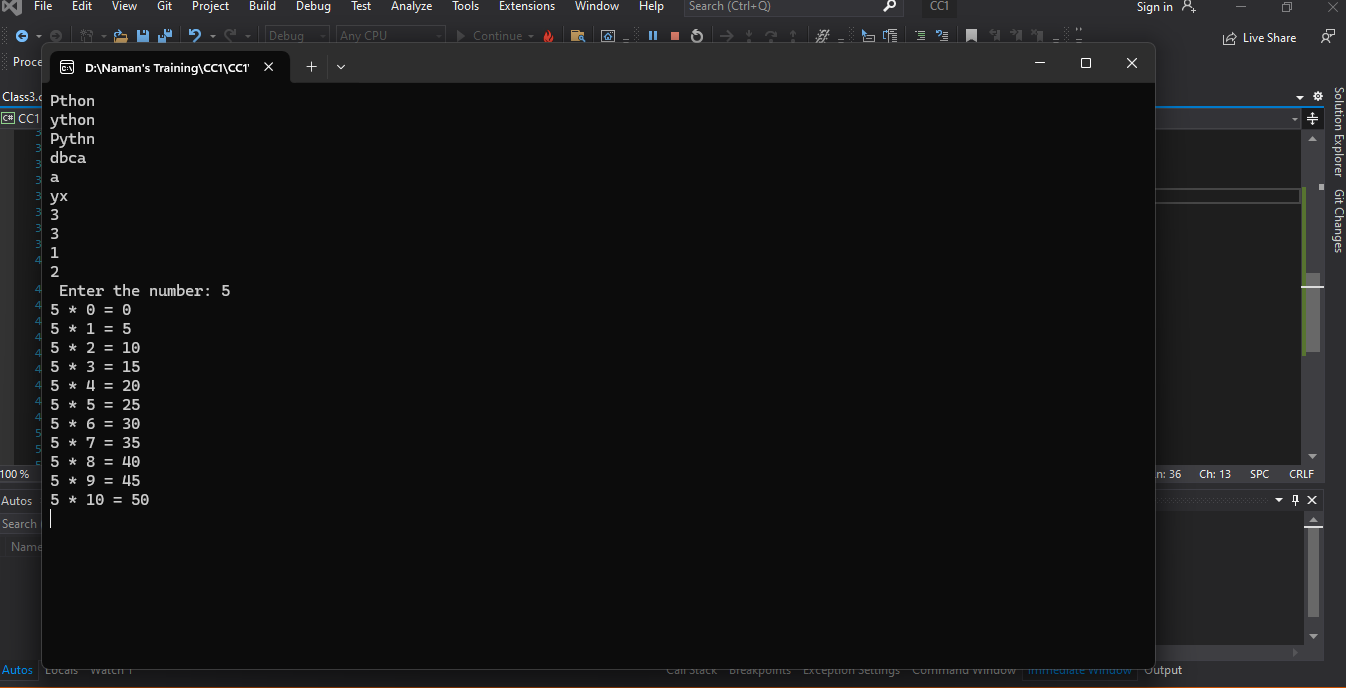 File Edit View Git Project Build Debug Test Analyze Tools Extensions Window Help Search (Ctrl+Q) CC1 Sign in
Debug Any CPU Continue Live Share
D:\Naman's Training\CC1\CC1'
Class3.
CC1
Pthon
ython
Pythn
dbca
a
yx
3
3
1
2
Enter the number: 5
5 * 0 = 0
5 * 1 = 5
5 * 2 = 10
5 * 3 = 15
5 * 4 = 20
5 * 5 = 25
5 * 6 = 30
5 * 7 = 35
5 * 8 = 40
5 * 9 = 45
5 * 10 = 50
Solution Explorer
Git Changes
100 % n: 36 Ch: 13 SPC CRLF
Autos
Search
Name
Autos Locals Watch 1 Call Stack Breakpoints Exception Settings Command Window Immediate Window Output